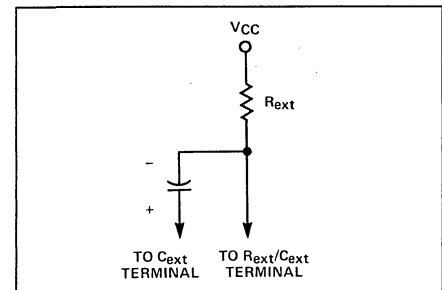 VCC
Rext
−
+
TO Cext TO Rext/Cext
TERMINAL TERMINAL